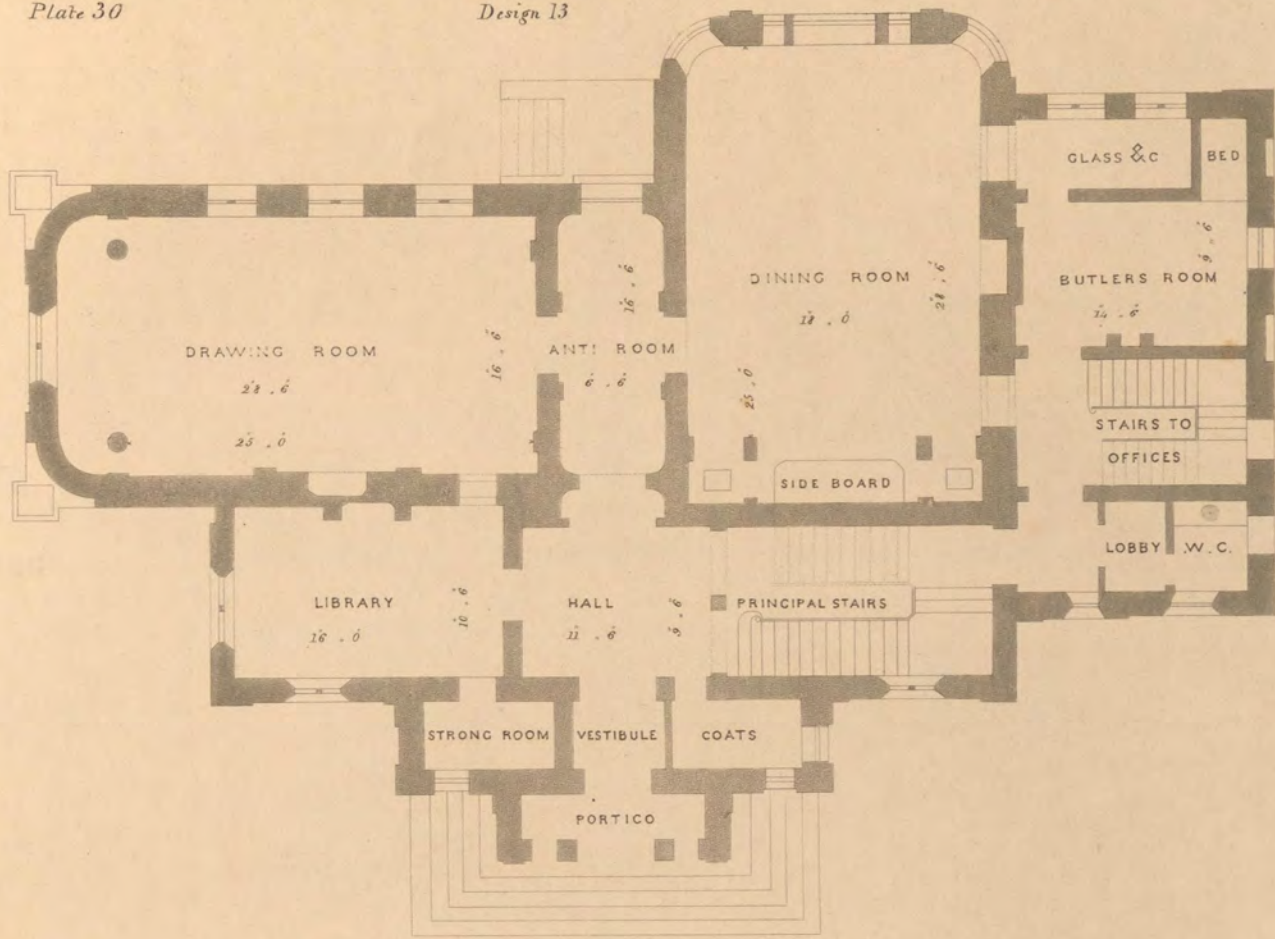 Plate 30
Design 13
GLASS &C
BED
DINING ROOM
18 . 0
28 . 6
25 . 0
BUTLERS ROOM
14 . 6
9 . 6
DRAWING ROOM
28 . 6
25 . 0
16 . 6
ANTI ROOM
6 . 6
16 . 6
SIDE BOARD
STAIRS TO
OFFICES
LOBBY
W.C.
LIBRARY
16 . 0
10 . 6
HALL
11 . 6
9 . 6
PRINCIPAL STAIRS
STRONG ROOM
VESTIBULE
COATS
PORTICO